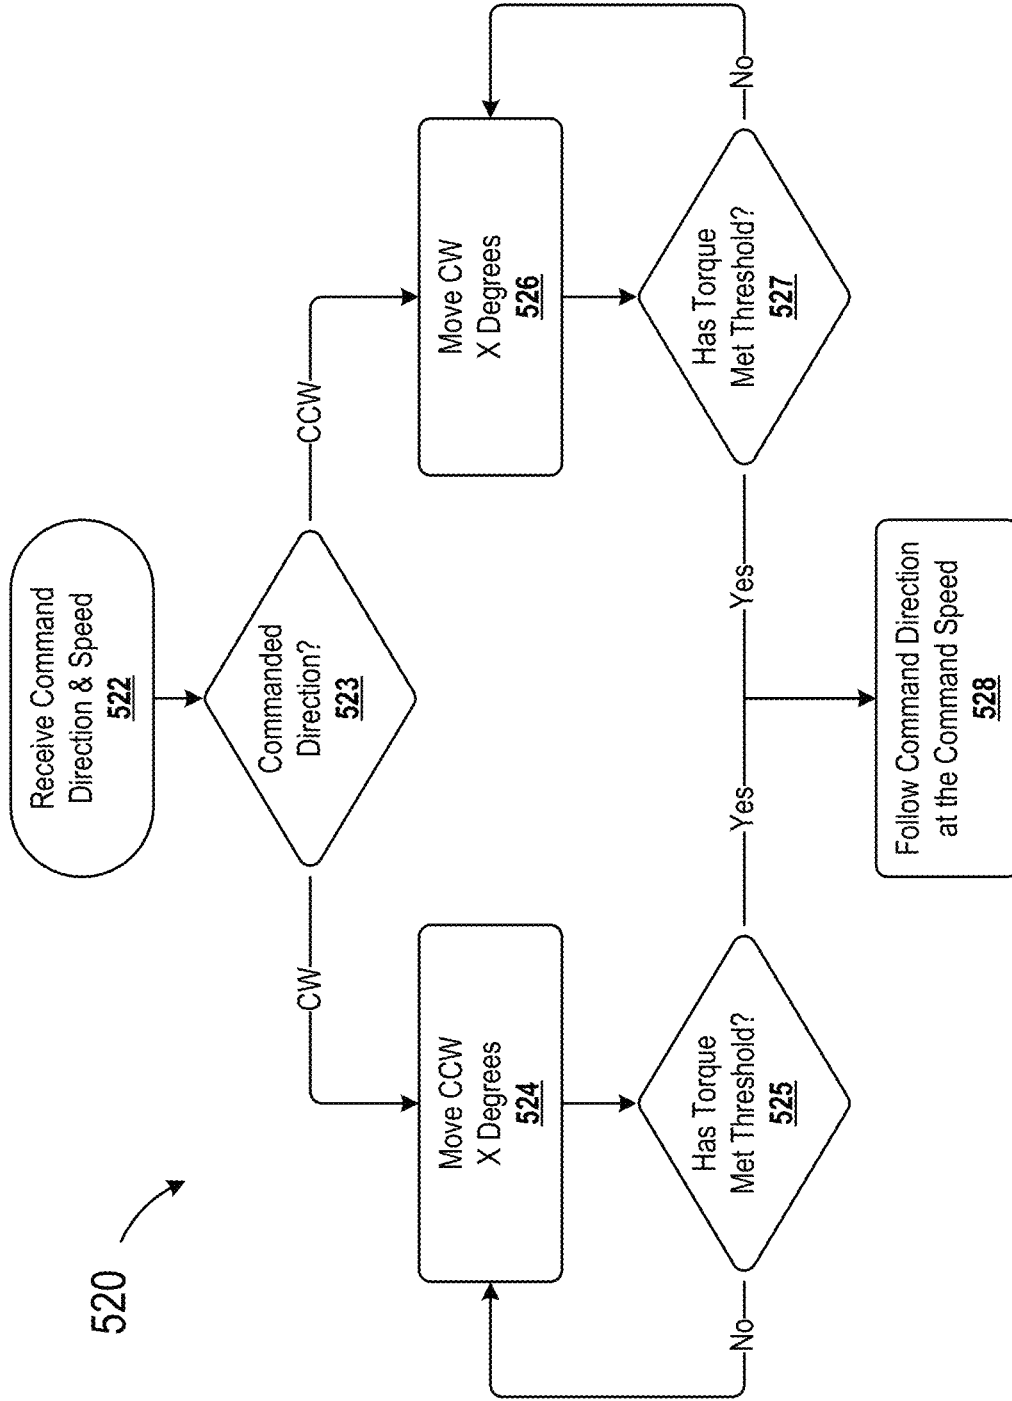 520
Receive Command
Direction & Speed
522
Commanded
Direction?
523
CW
CCW
Move CCW
X Degrees
524
Move CW
X Degrees
526
Has Torque
Met Threshold?
525
Has Torque
Met Threshold?
527
No
Yes
Yes
No
Follow Command Direction
at the Command Speed
528